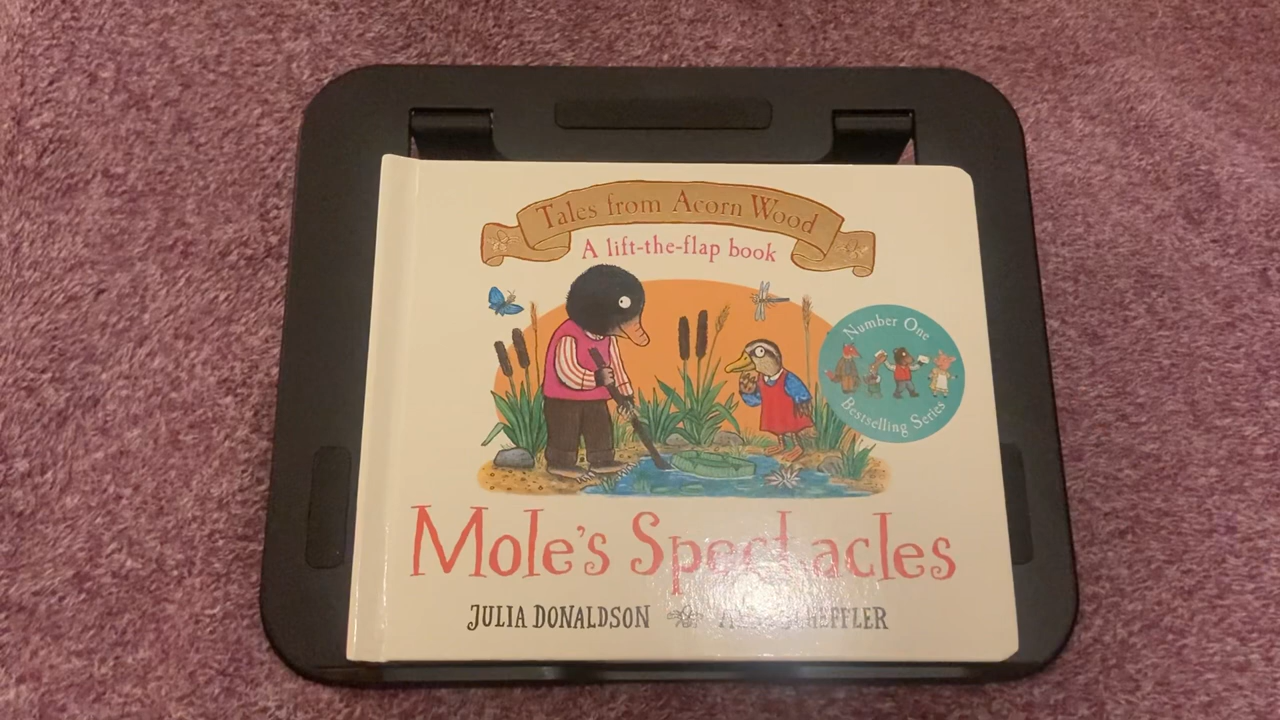 Tales from Acorn Wood
A lift-the-flap book
Number One
Bestselling Series
Mole's Spectacles
JULIA DONALDSON